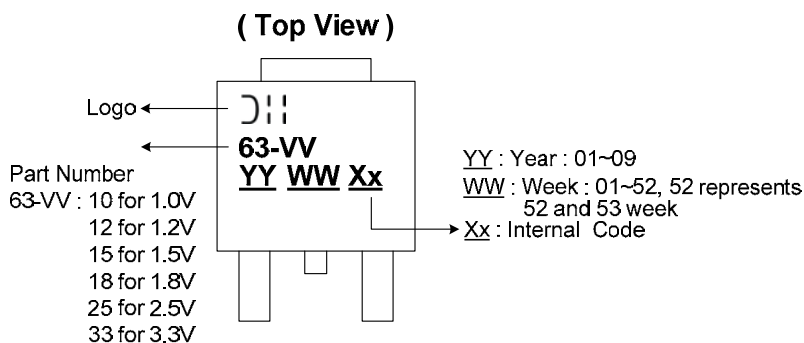 ( Top View )
Logo
63-VV
YY WW Xx
Part Number
63-VV : 10 for 1.0V
12 for 1.2V
15 for 1.5V
18 for 1.8V
25 for 2.5V
33 for 3.3V
YY : Year : 01~09
WW : Week : 01~52, 52 represents
52 and 53 week
Xx : Internal Code